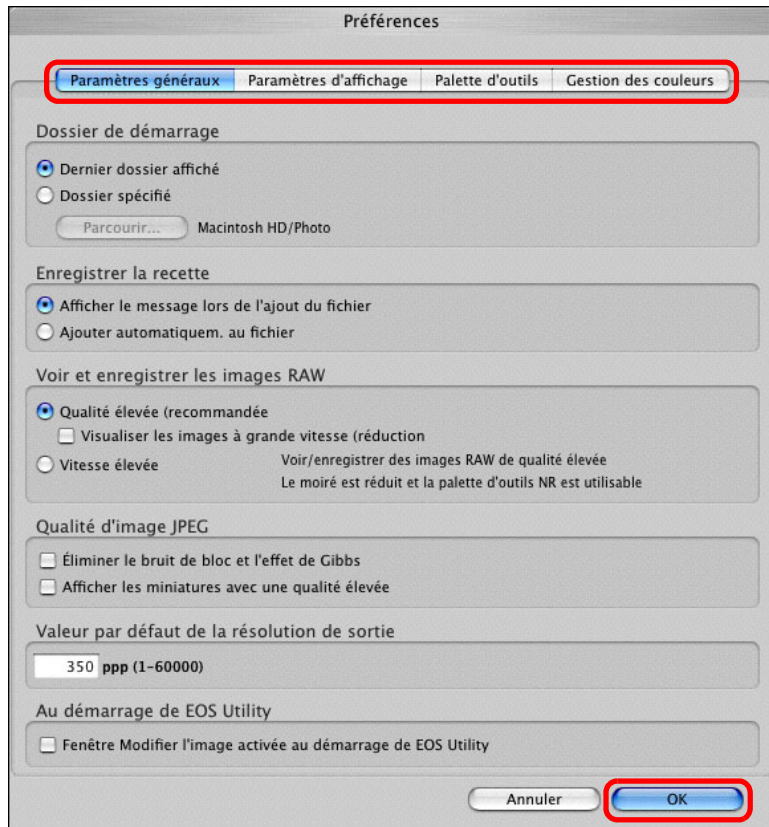 Préférences
Paramètres généraux Paramètres d'affichage Palette d'outils Gestion des couleurs
Dossier de démarrage
Dernier dossier affiché
Dossier spécifié
Parcourir... Macintosh HD/Photo
Enregistrer la recette
Afficher le message lors de l'ajout du fichier
Ajouter automatiquem. au fichier
Voir et enregistrer les images RAW
Qualité élevée (recommandée
Visualiser les images à grande vitesse (réduction
Vitesse élevée Voir/enregistrer des images RAW de qualité élevée
Le moiré est réduit et la palette d'outils NR est utilisable
Qualité d'image JPEG
Éliminer le bruit de bloc et l'effet de Gibbs
Afficher les miniatures avec une qualité élevée
Valeur par défaut de la résolution de sortie
350 ppp (1-60000)
Au démarrage de EOS Utility
Fenêtre Modifier l'image activée au démarrage de EOS Utility
Annuler OK